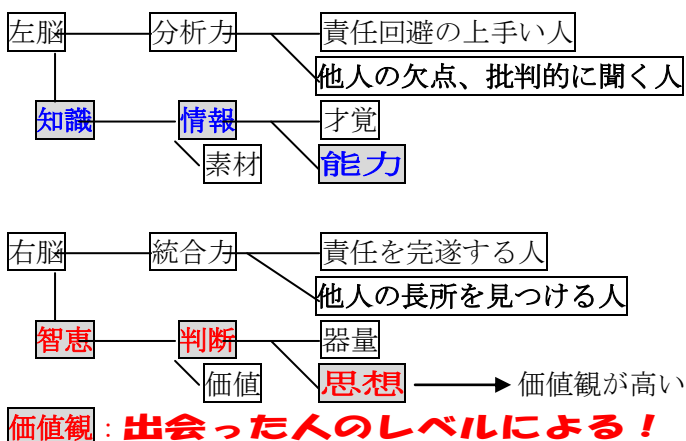 左脳 分析力 責任回避の上手い人
他人の欠点、批判的に聞く人
知識 情報 才覚
素材 能力
右脳 統合力 責任を完遂する人
他人の長所を見つける人
智恵 判断 器量
価値 思想 価値観が高い
価値観：出会った人のレベルによる！